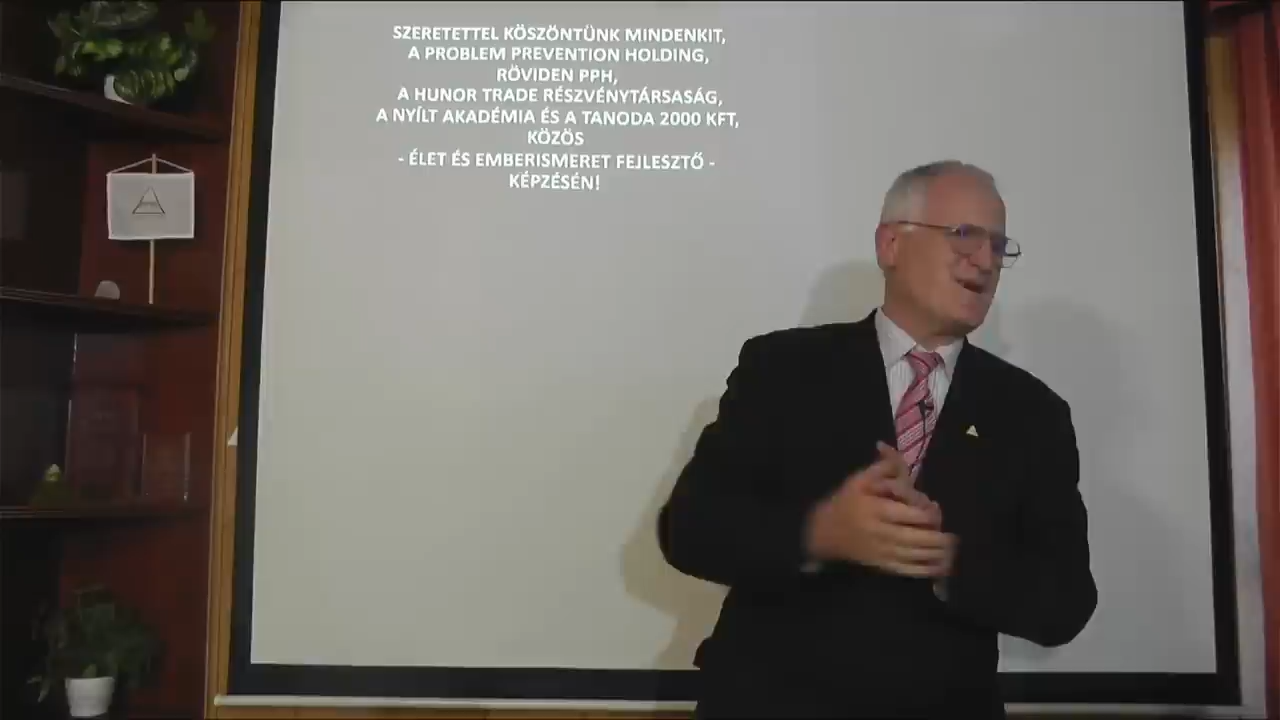 SZERETETTEL KÖSZÖNTÜNK MINDENKIT,
A PROBLEM PREVENTION HOLDING,
RÖVIDEN PPH,
A HUNOR TRADE RÉSZVÉNYTÁRSASÁG,
A NYÍLT AKADÉMIA ÉS A TANODA 2000 KFT,
KÖZÖS
- ÉLET ÉS EMBERISMERET FEJLESZTŐ -
KÉPZÉSÉN!